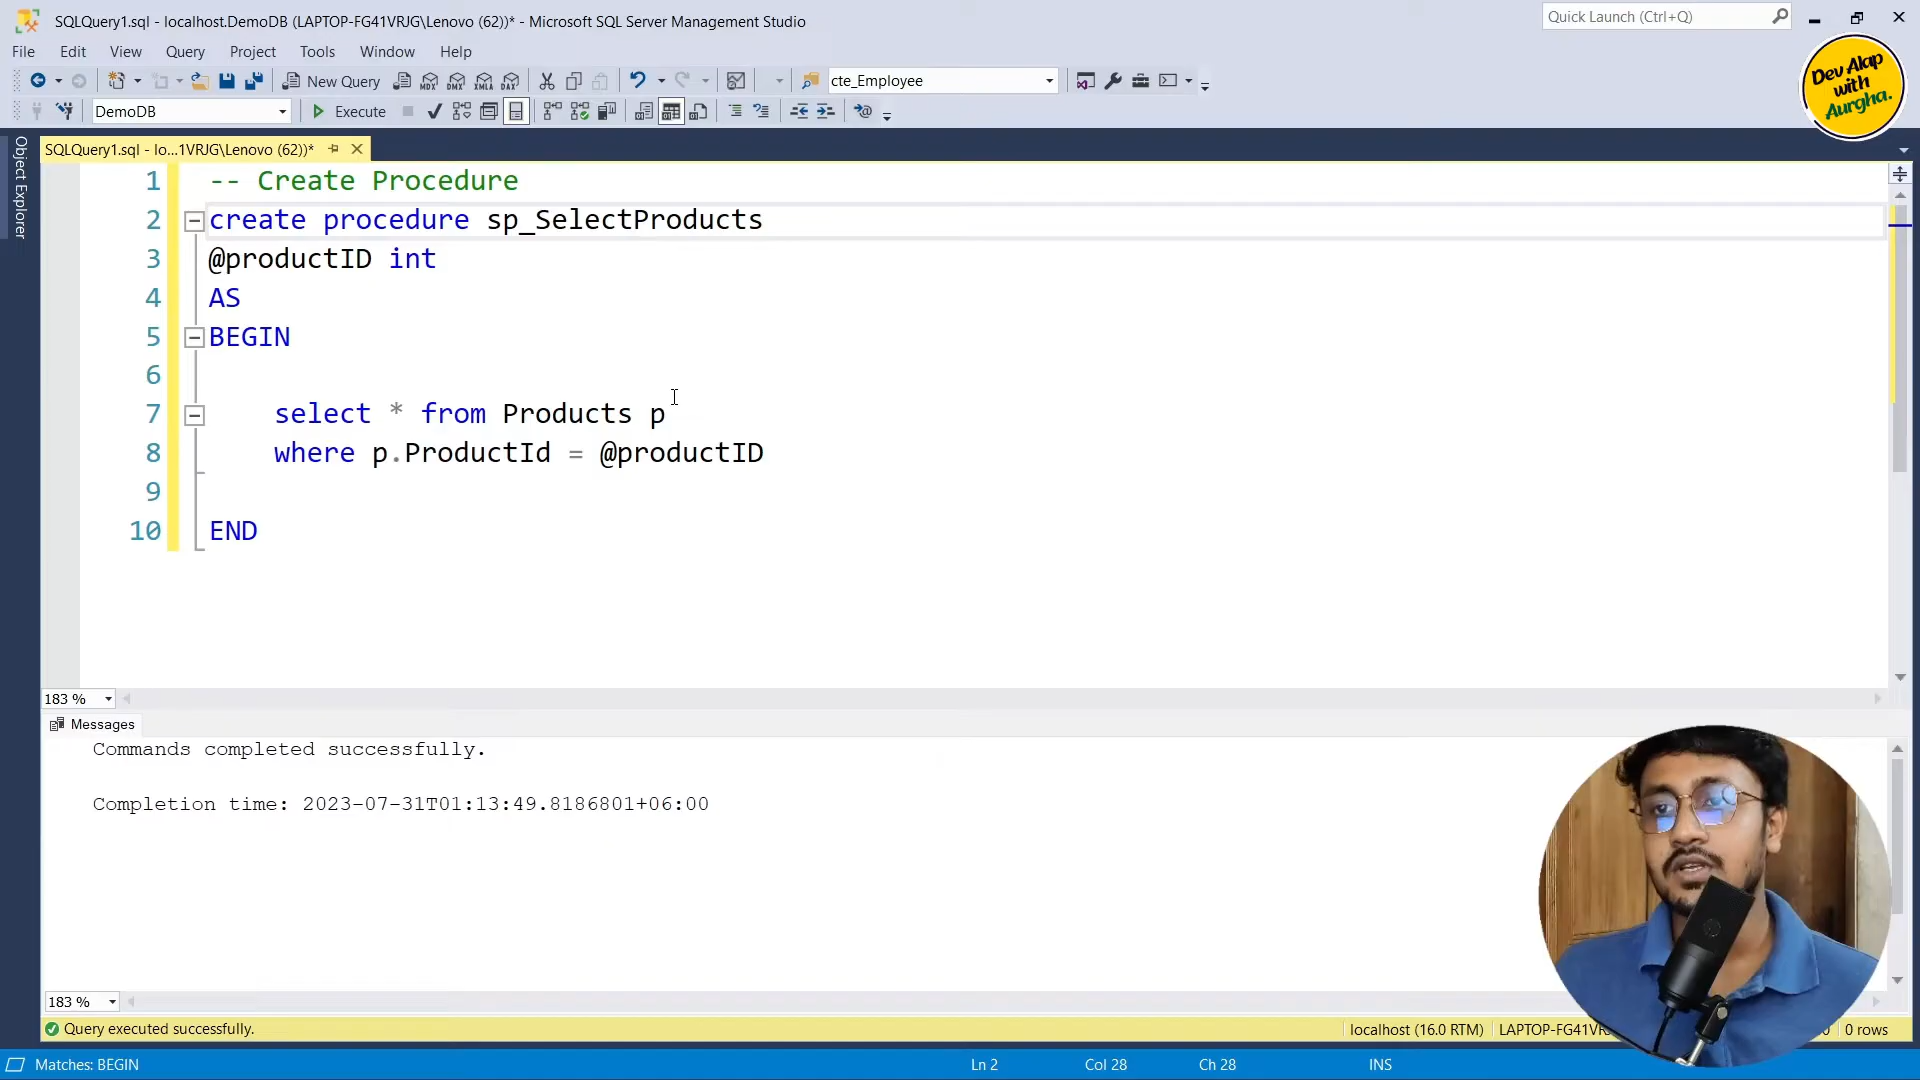 SQLQuery1.sql - localhost.DemoDB (LAPTOP-FG41VRJG\Lenovo (62))* - Microsoft SQL Server Management Studio
Quick Launch (Ctrl+Q)
File Edit View Query Project Tools Window Help
New Query
MDX
DMX
XMLA
DAX
cte_Employee
DemoDB
Execute
Dev Alap
with
Aurgha.
Object Explorer
SQLQuery1.sql - lo...1VRJG\Lenovo (62))*
1 -- Create Procedure
2 create procedure sp_SelectProducts
3 @productID int
4 AS
5 BEGIN
6
7 select * from Products p
8 where p.ProductId = @productID
9
10 END
183 %
Messages
Commands completed successfully.
Completion time: 2023-07-31T01:13:49.8186801+06:00
183 %
Query executed successfully.
localhost (16.0 RTM)
0 rows
Matches: BEGIN
Ln 2
Col 28
Ch 28
INS